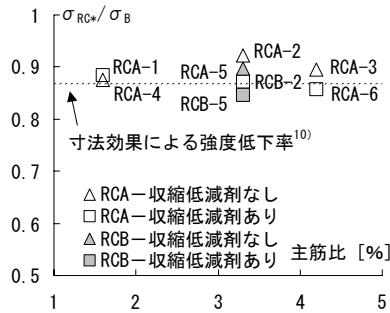 σRC*/σB
1
RCA-2
RCA-1
RCA-5
RCA-3
0.9
RCA-4
RCB-2
RCA-6
RCB-5
0.8
寸法効果による強度低下率10)
0.7
△ RCA－収縮低減剤なし
□ RCA－収縮低減剤あり
0.6
▲ RCB－収縮低減剤なし
主筋比 [%]
■ RCB－収縮低減剤あり
0.5
1 2 3 4 5